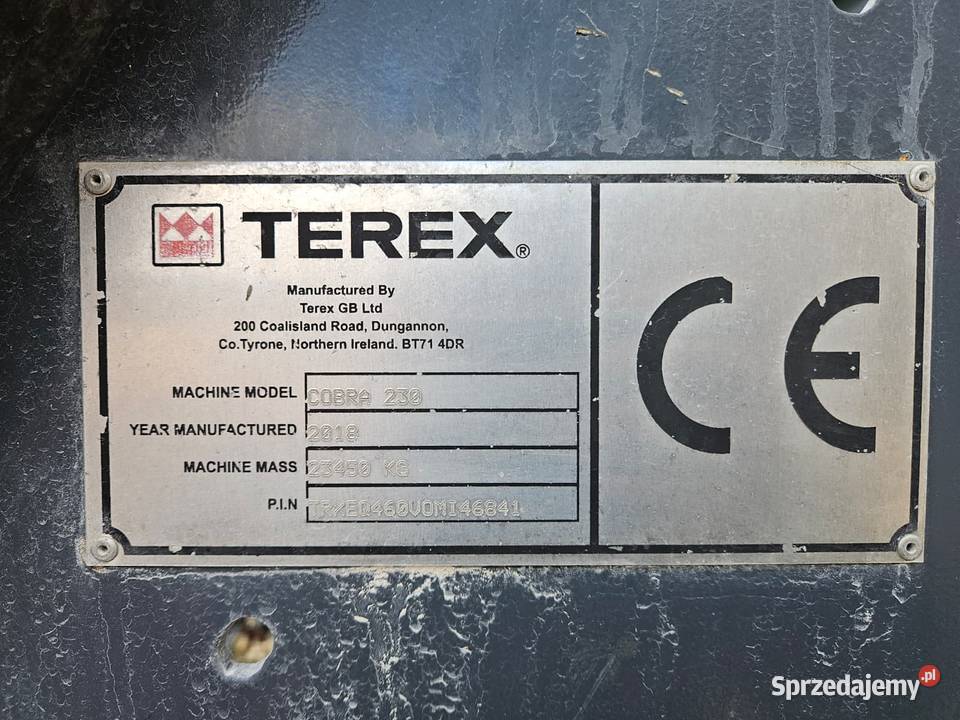 TEREX®
Manufactured By
Terex GB Ltd
200 Coalisland Road, Dungannon,
Co.Tyrone, Northern Ireland. BT71 4DR
MACHINE MODEL COBRA 230
YEAR MANUFACTURED 2018
MACHINE MASS 23450 KG
P.I.N
CE
Sprzedajemy.pl